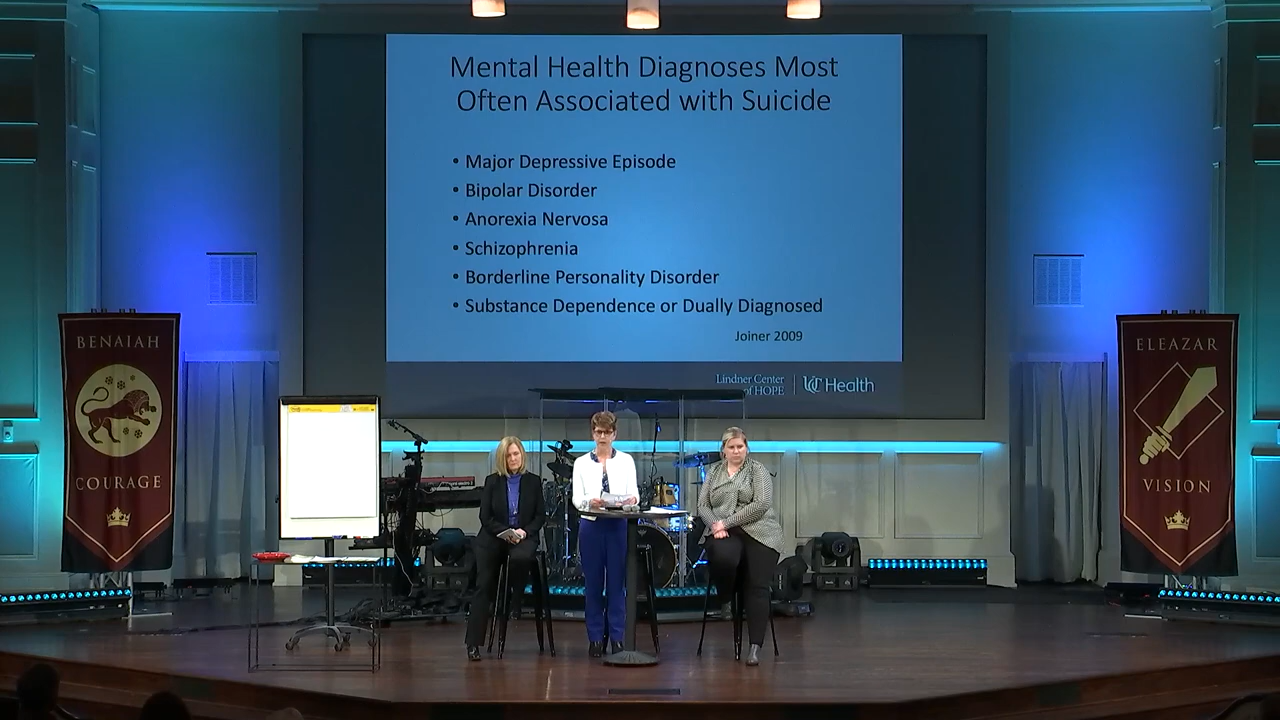 Mental Health Diagnoses Most
Often Associated with Suicide
• Major Depressive Episode
• Bipolar Disorder
• Anorexia Nervosa
• Schizophrenia
• Borderline Personality Disorder
• Substance Dependence or Dually Diagnosed
Joiner 2009
Lindner Center
of HOPE
UC Health
BENAIAH
COURAGE
ELEAZAR
VISION